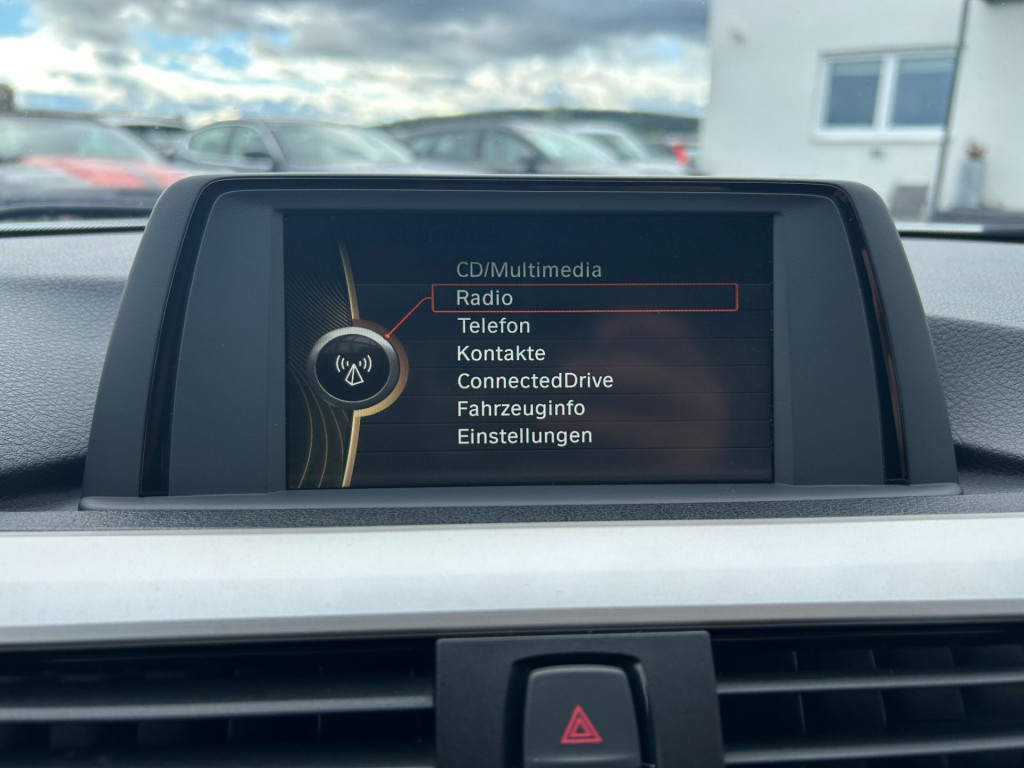 CD/Multimedia
Radio
Telefon
Kontakte
ConnectedDrive
Fahrzeuginfo
Einstellungen